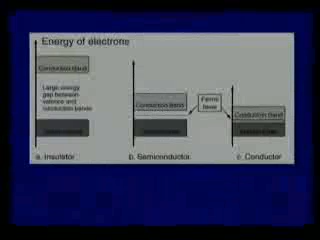 Energy of electrons
Conduction Band
Large energy
gap between
valence and
conduction bands
Conduction Band
Fermi
level
Conduction Band
a. Insulator
b. Semiconductor
c. Conductor